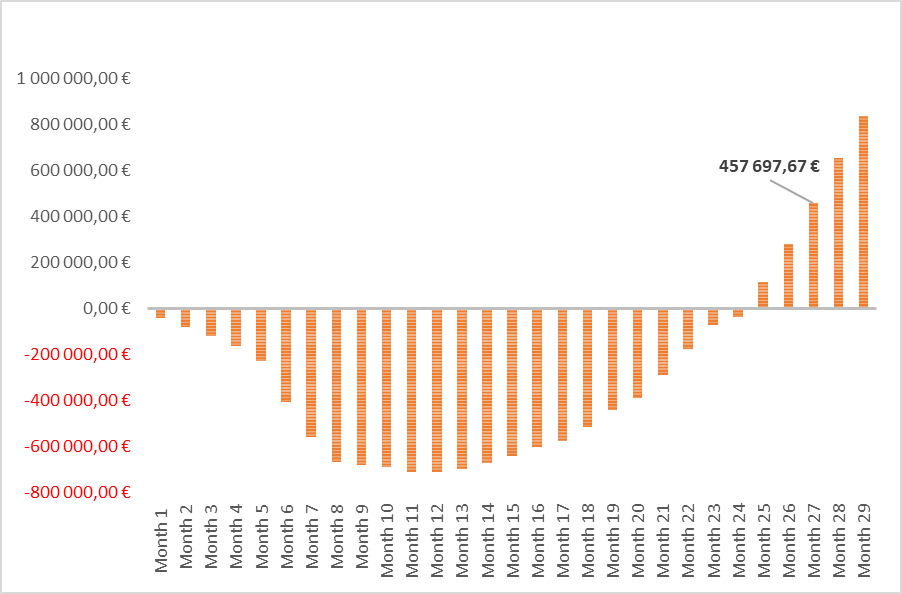 1 000 000,00 €
800 000,00 €
600 000,00 €
400 000,00 €
200 000,00 €
0,00 €
-200 000,00 €
-400 000,00 €
-600 000,00 €
-800 000,00 €
457 697,67 €
Month 1
Month 2
Month 3
Month 4
Month 5
Month 6
Month 7
Month 8
Month 9
Month 10
Month 11
Month 12
Month 13
Month 14
Month 15
Month 16
Month 17
Month 18
Month 19
Month 20
Month 21
Month 22
Month 23
Month 24
Month 25
Month 26
Month 27
Month 28
Month 29